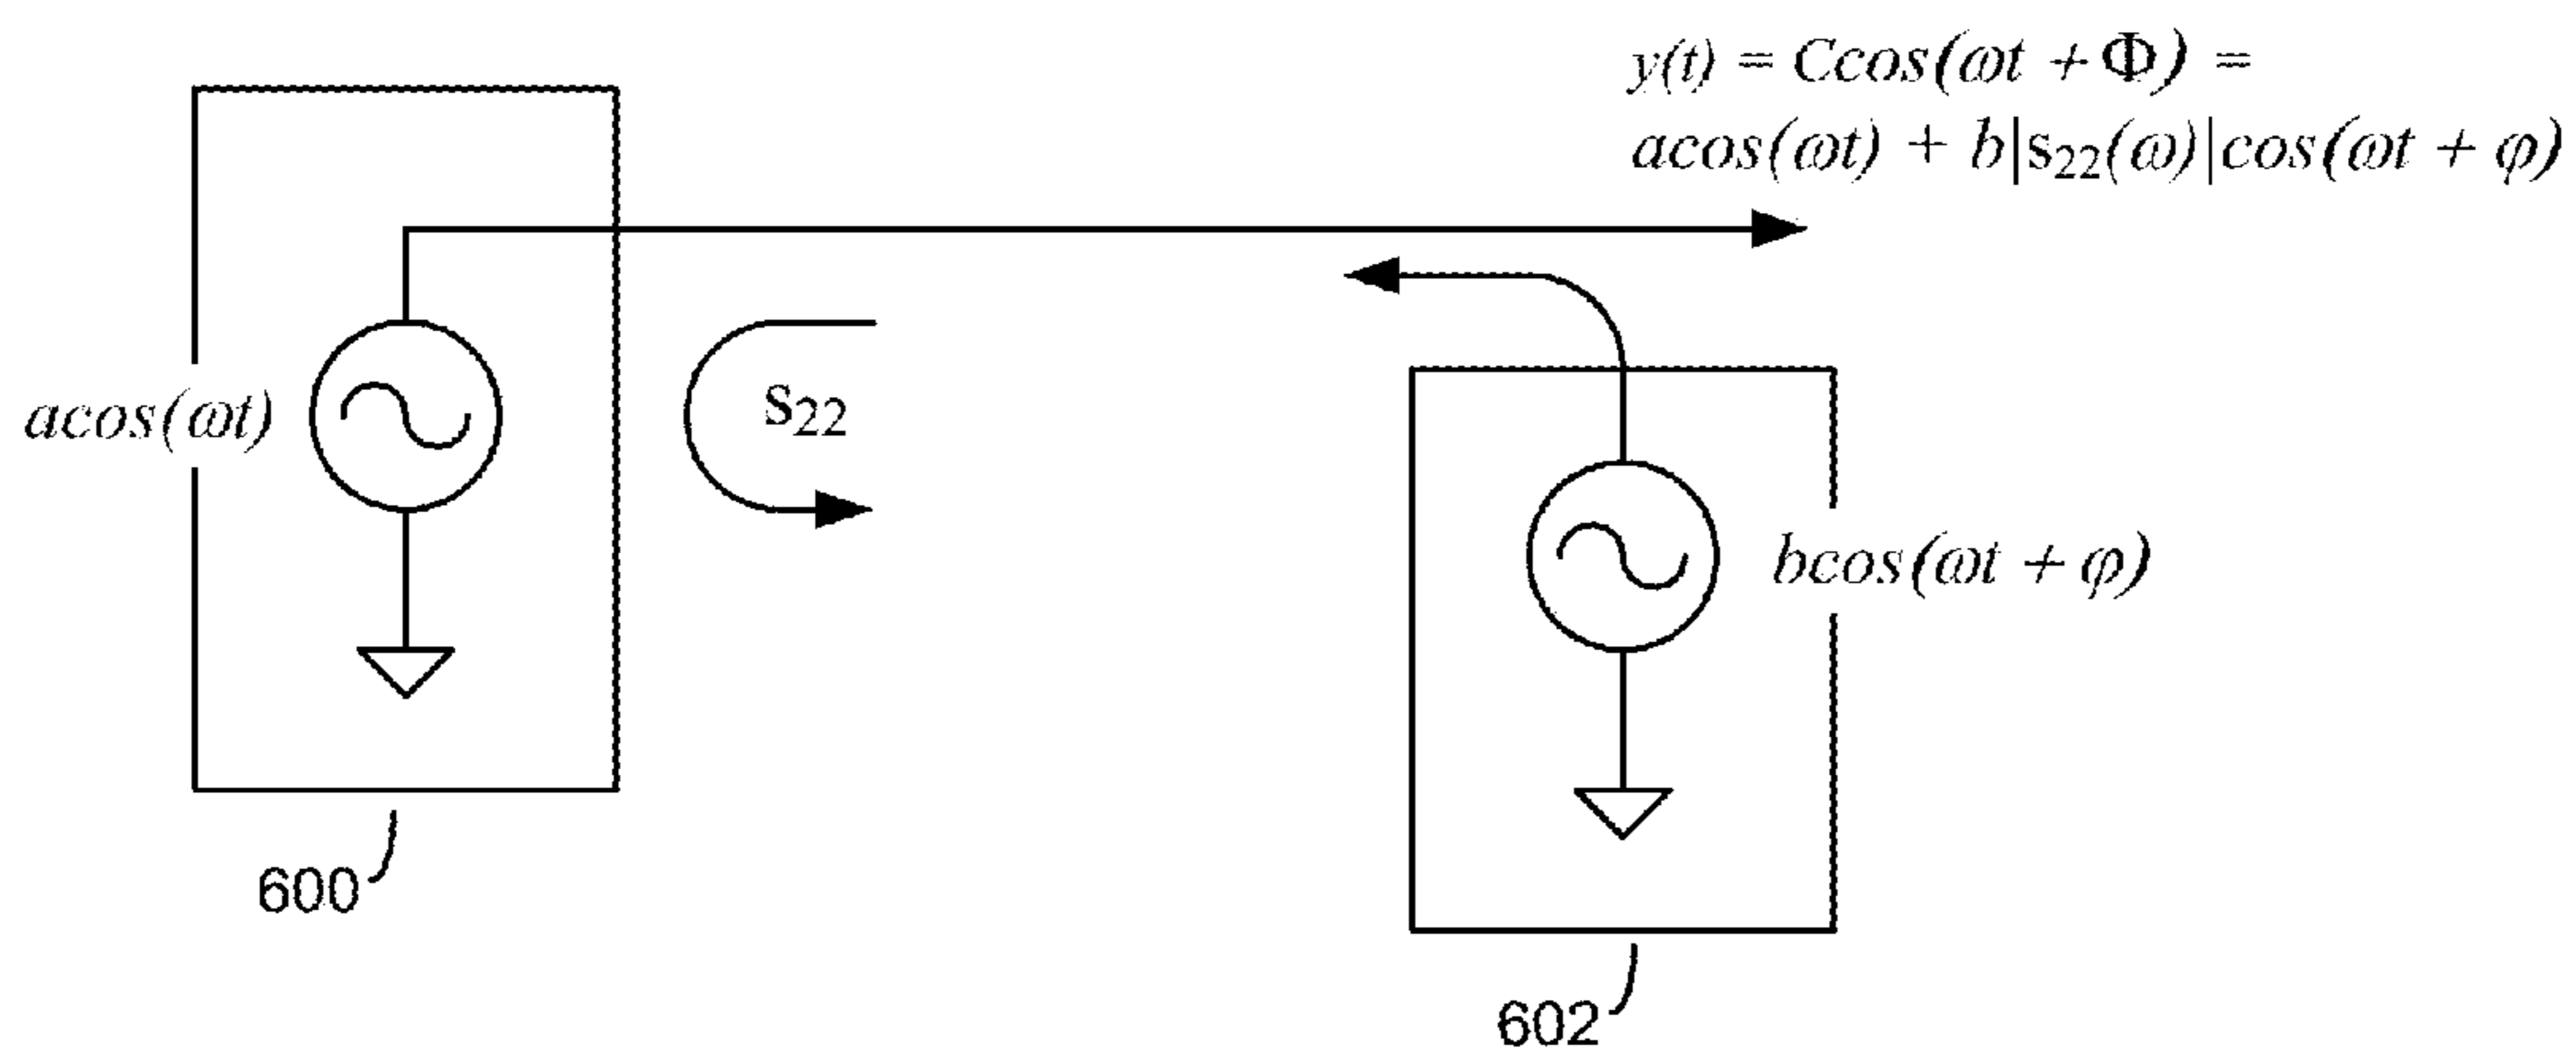 y(t) = Ccos(ωt + Φ) =
acos(ωt) + b|s₂₂(ω)|cos(ωt + φ)
acos(ωt)
s₂₂
bcos(ωt + φ)
600
602